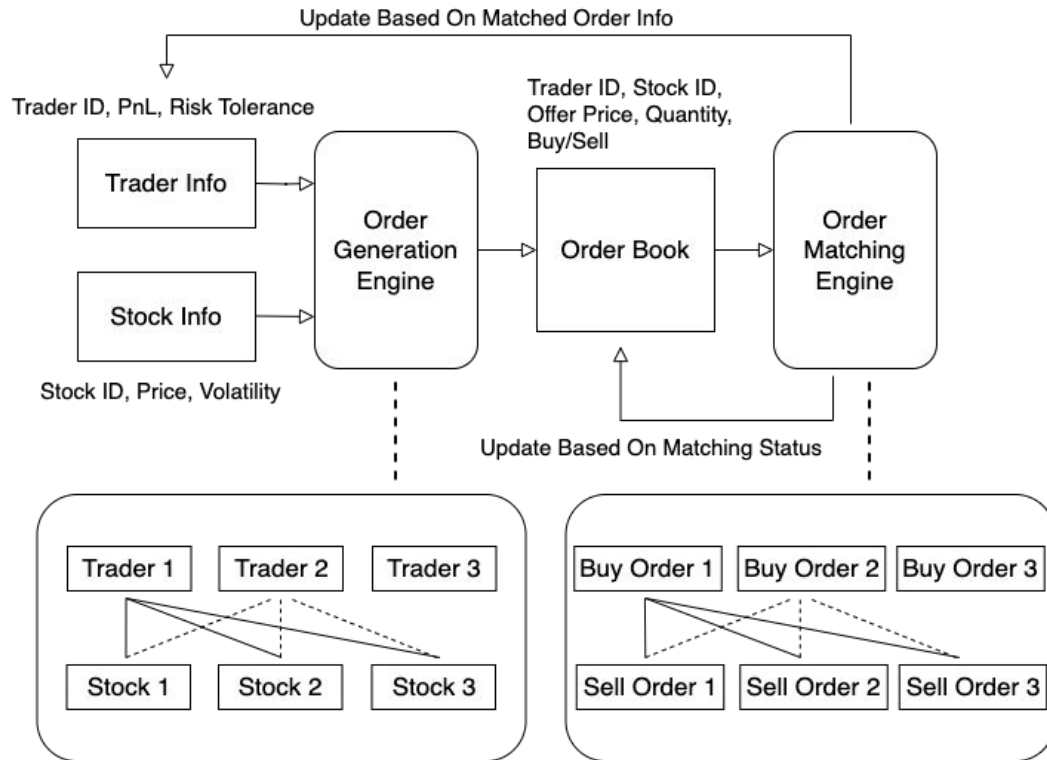 Update Based On Matched Order Info
Trader ID, PnL, Risk Tolerance
Trader ID, Stock ID,
Offer Price, Quantity,
Buy/Sell
Trader Info
Order
Generation
Engine
Order Book
Order
Matching
Engine
Stock Info
Stock ID, Price, Volatility
Update Based On Matching Status
Trader 1
Trader 2
Trader 3
Stock 1
Stock 2
Stock 3
Buy Order 1
Buy Order 2
Buy Order 3
Sell Order 1
Sell Order 2
Sell Order 3